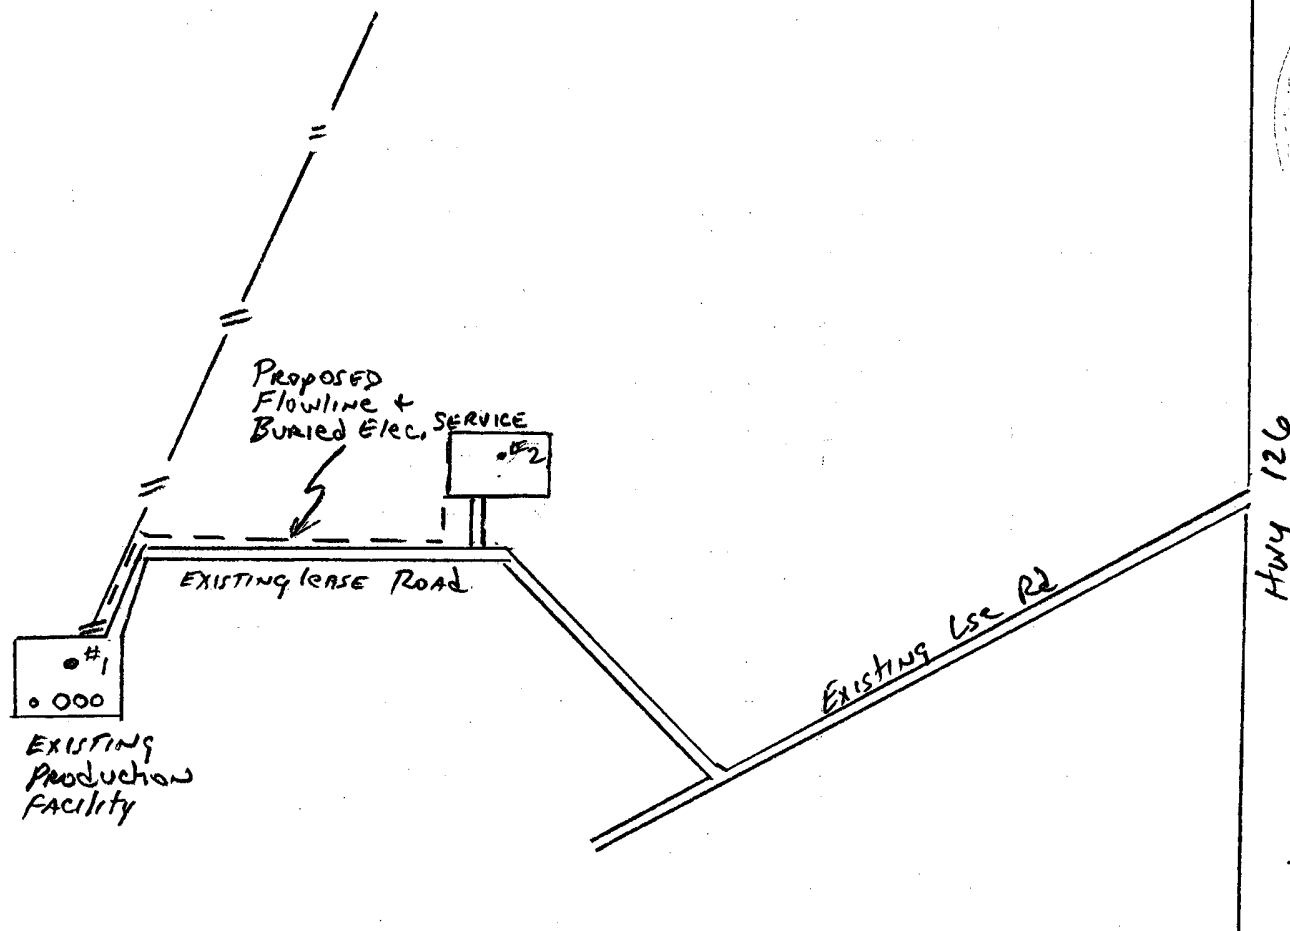 PROPOSED
Flowline +
BURIED Elec. SERVICE
#2
EXISTING lEASE ROAD
Existing Lse Rd
HWY 126
#1
EXISTING
PRODUCTION
FACILITY